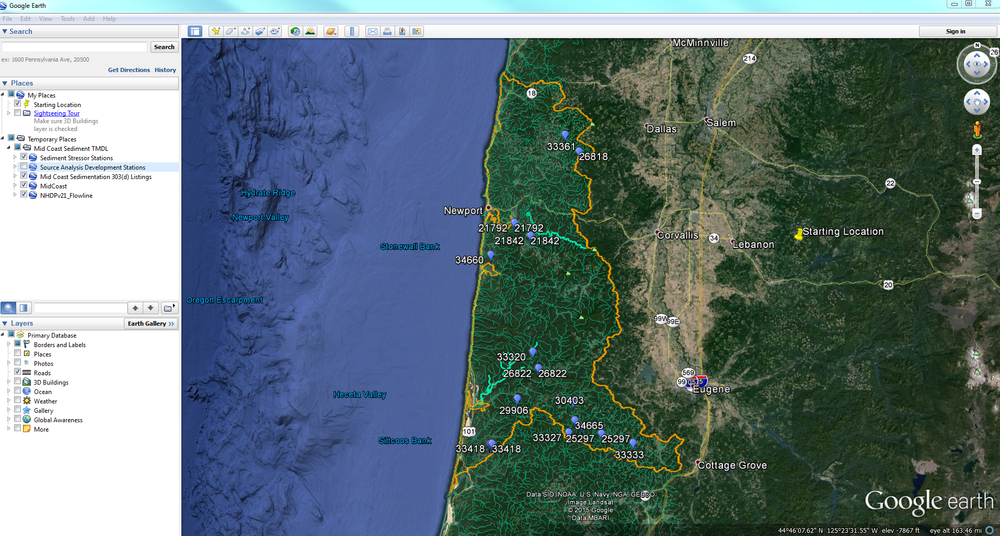 Google Earth
File Edit View Tools Add Help
Search
Search
ex: 1600 Pennsylvania Ave, 20500
Get Directions History
Places
My Places
Starting Location
Sightseeing Tour
Make sure 3D Buildings
layer is checked
Temporary Places
Mid Coast Sediment TMDL
Sediment Stressor Stations
Source Analysis Development Stations
Mid Coast Sedimentation 303(d) Listings
MidCoast
NHDPv21_Flowline
Layers
Earth Gallery >>
Primary Database
Borders and Labels
Places
Photos
Roads
3D Buildings
Ocean
Weather
Gallery
Global Awareness
More
Sign in
McMinnville
N
26
214
18
Salem
Dallas
33361
26818
22
Hydrate Ridge
Newport
Newport Valley
21792 21792
Starting Location
Corvallis
34
21842 21842
Lebanon
Stonewall Bank
34660
20
Oregon Escarpment
99W
99E
33320
26822 26822
569
99
5
Eugene
Heceta Valley
30403
29906
34665
101
33327 25297 25297
Siltcoos Bank
33418 33418
33333
Cottage Grove
Data SIO, NOAA, U.S. Navy, NGA, GEBCO
Image Landsat
© 2015 Google
Data MBARI
Google earth
44°46'07.62" N 125°23'31.55" W elev -7867 ft eye alt 163.46 mi